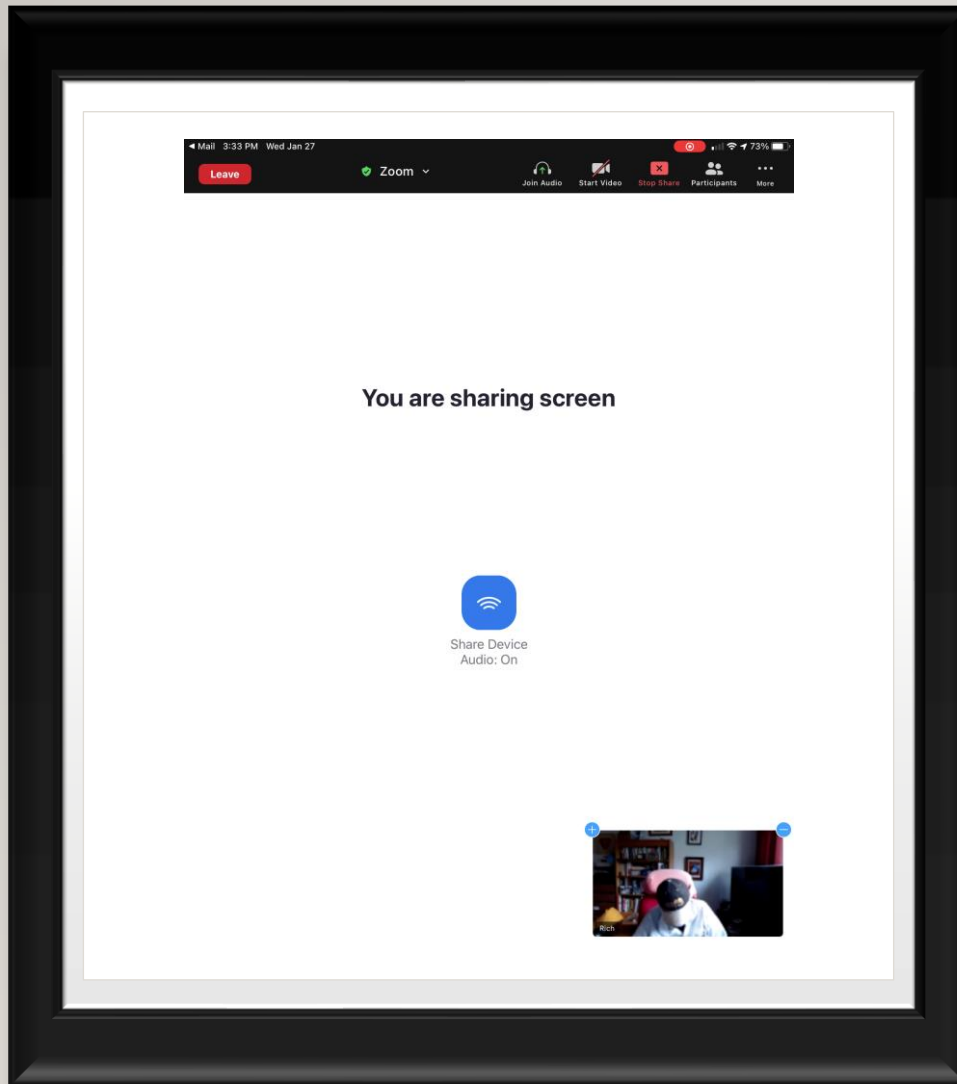 Mail 3:33 PM Wed Jan 27 73%
Leave Zoom Join Audio Start Video Stop Share Participants More
You are sharing screen
Share Device
Audio: On
Rich